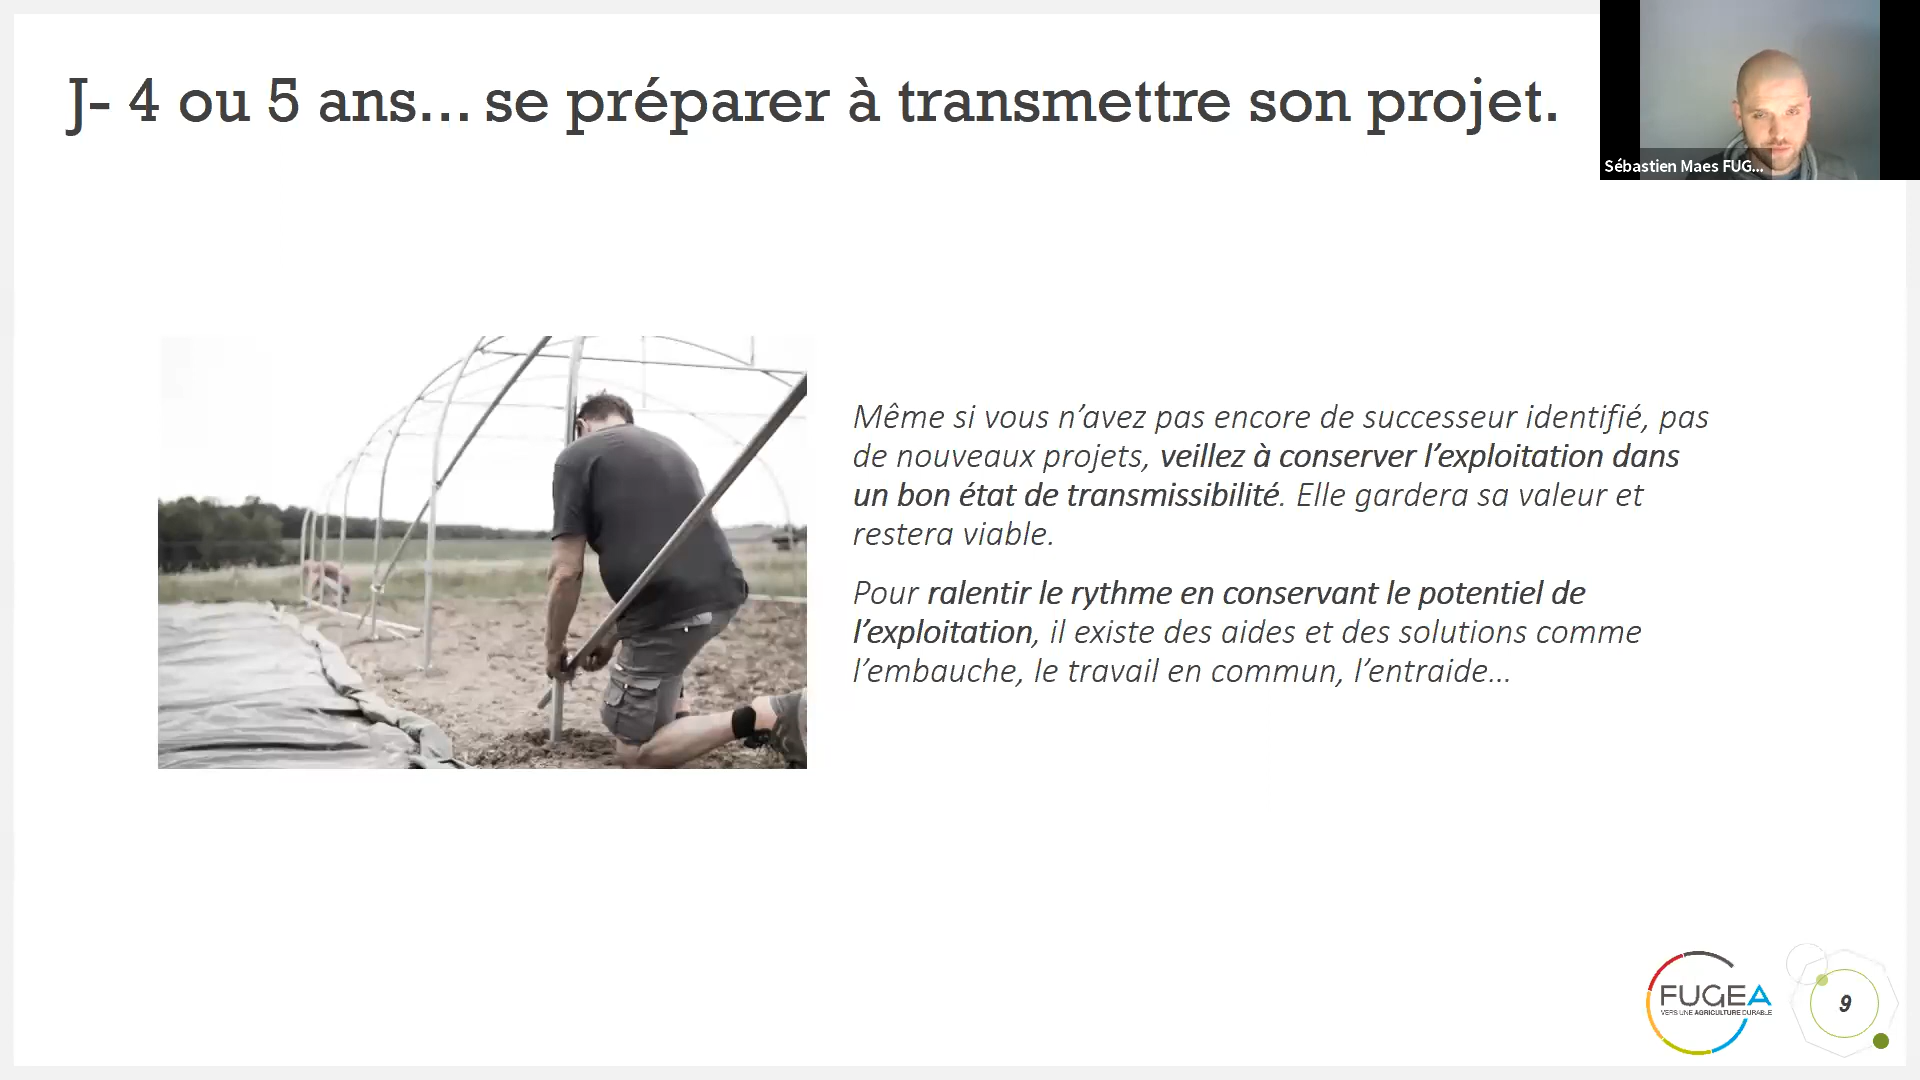 J- 4 ou 5 ans... se préparer à transmettre son projet.
Sébastien Maes FUG...
Même si vous n’avez pas encore de successeur identifié, pas
de nouveaux projets, veillez à conserver l’exploitation dans
un bon état de transmissibilité. Elle gardera sa valeur et
restera viable.
Pour ralentir le rythme en conservant le potentiel de
l’exploitation, il existe des aides et des solutions comme
l’embauche, le travail en commun, l’entraide...
FUGEA
VERS UNE AGRICULTURE DURABLE
9